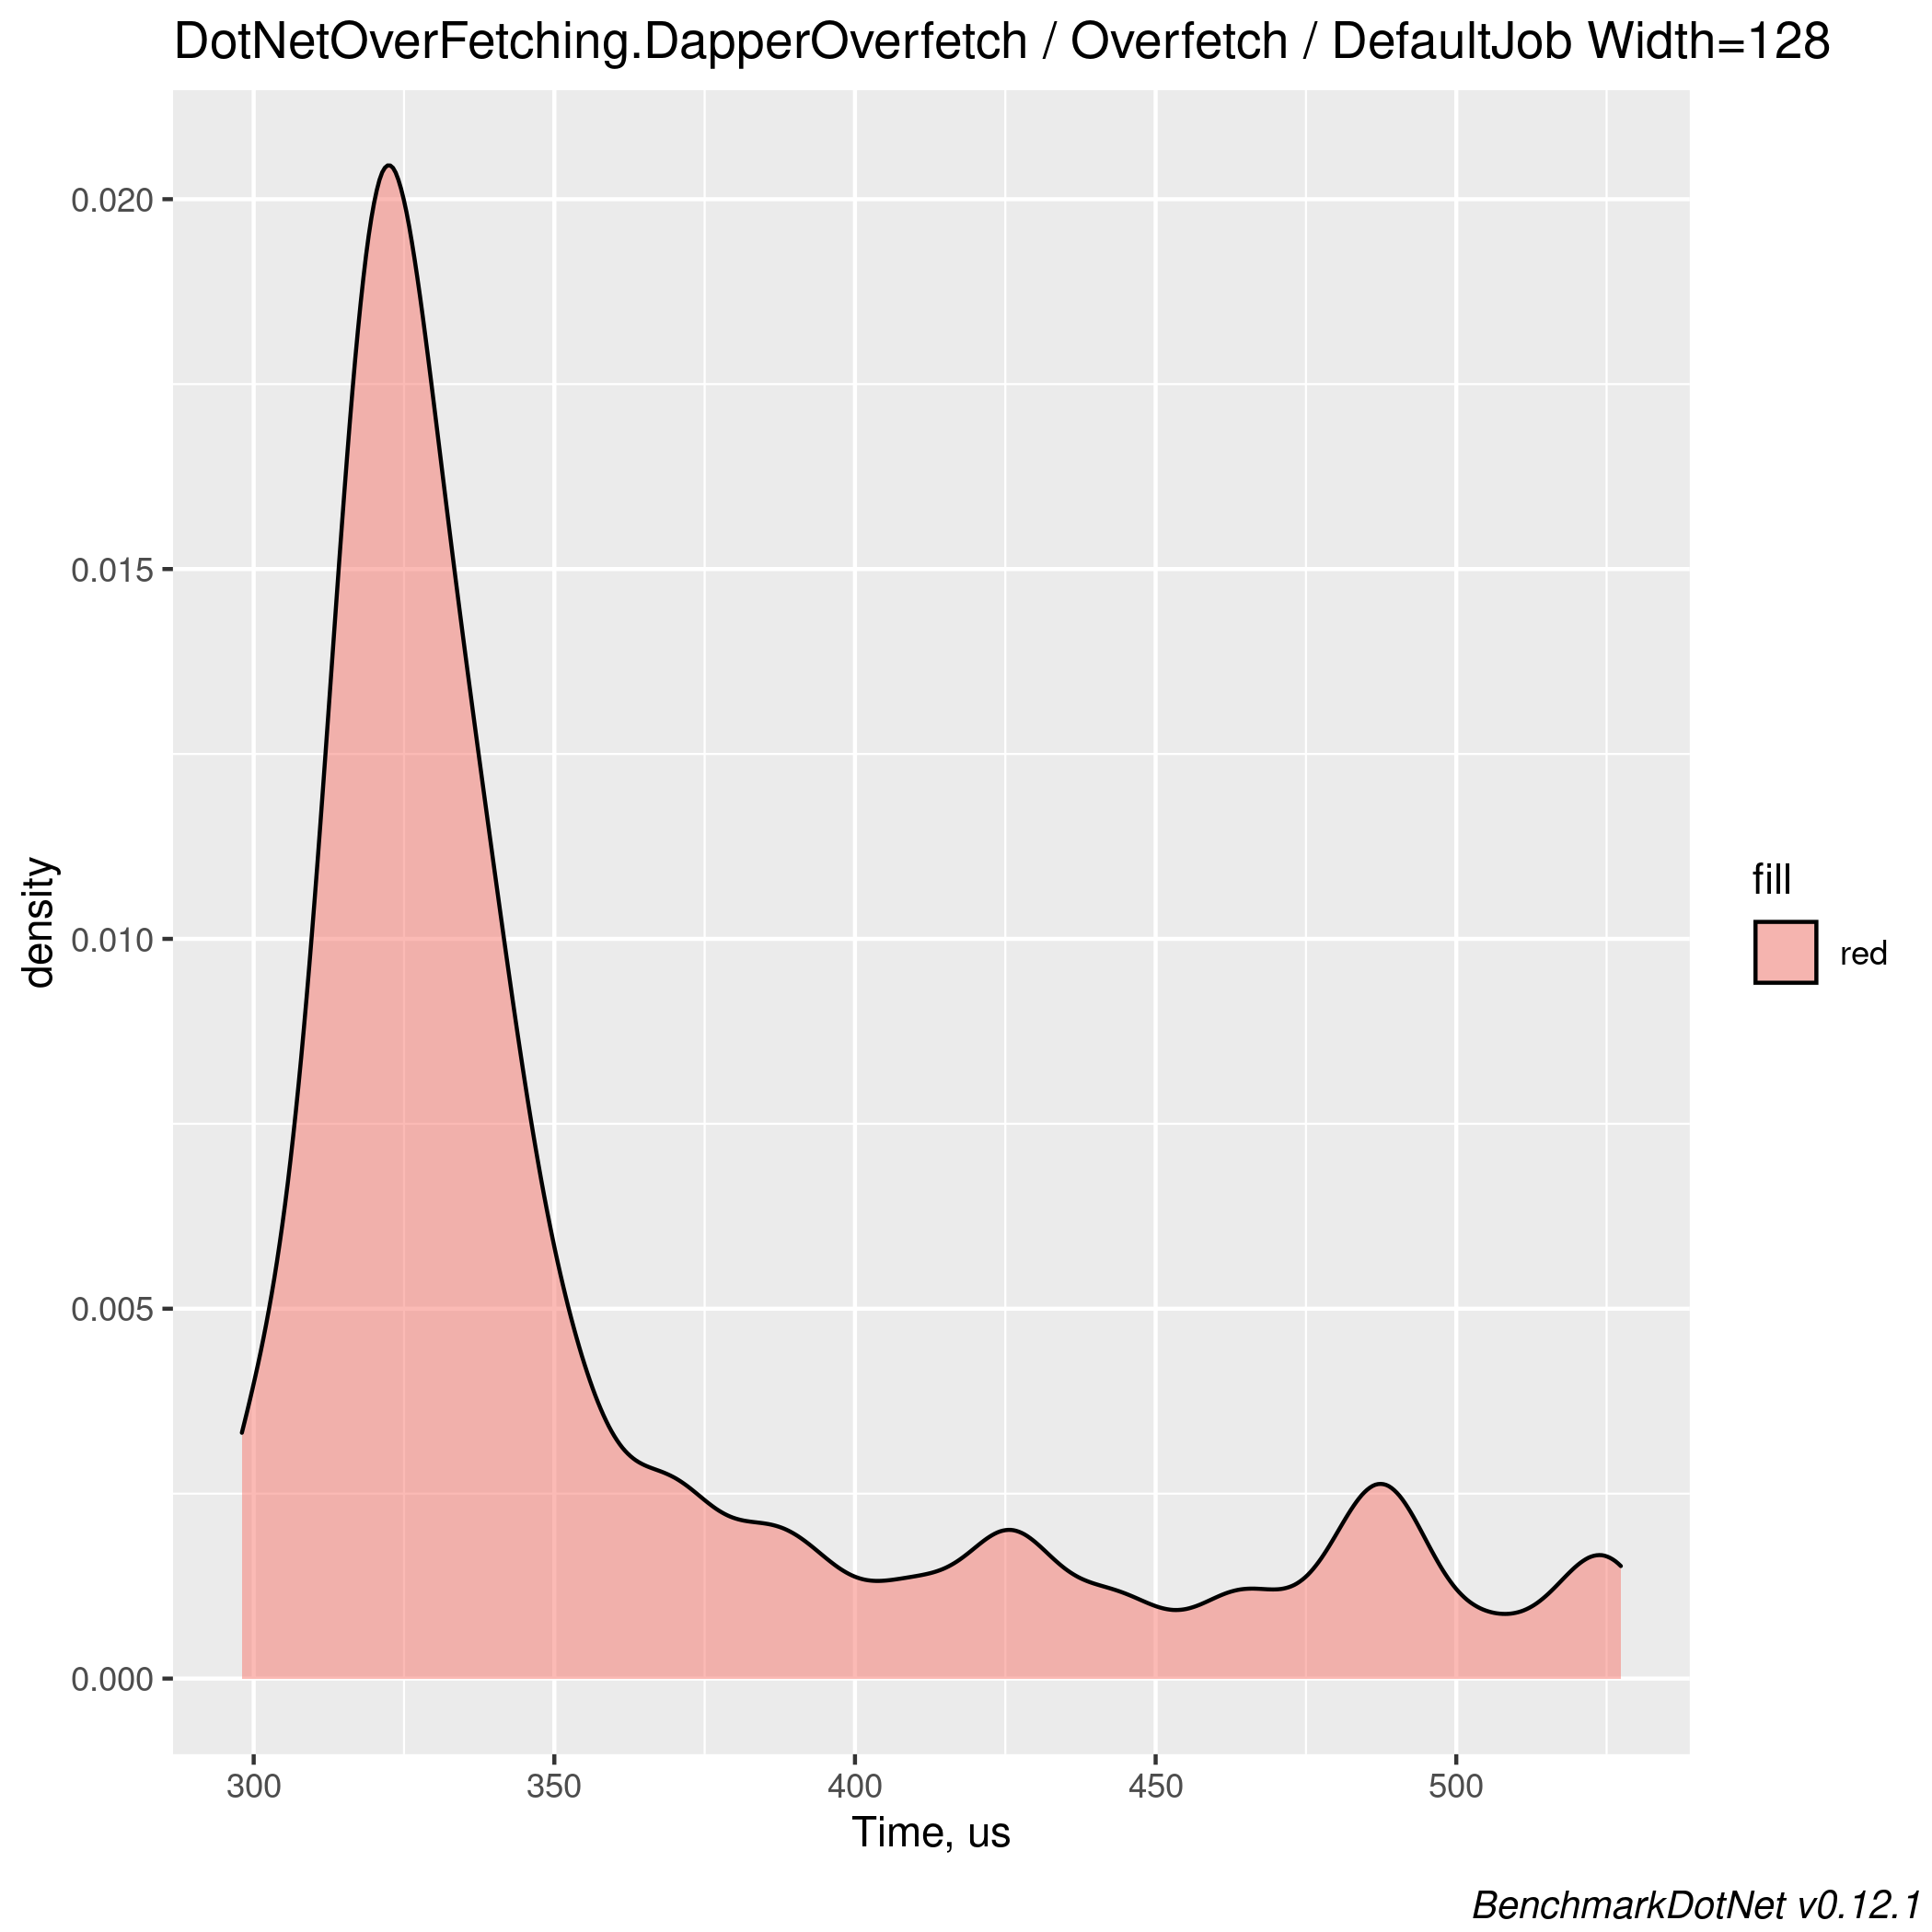 DotNetOverFetching.DapperOverfetch / Overfetch / DefaultJob Width=128
0.020
0.015
0.010
0.005
0.000
density
300 350 400 450 500
Time, us
fill
red
BenchmarkDotNet v0.12.1